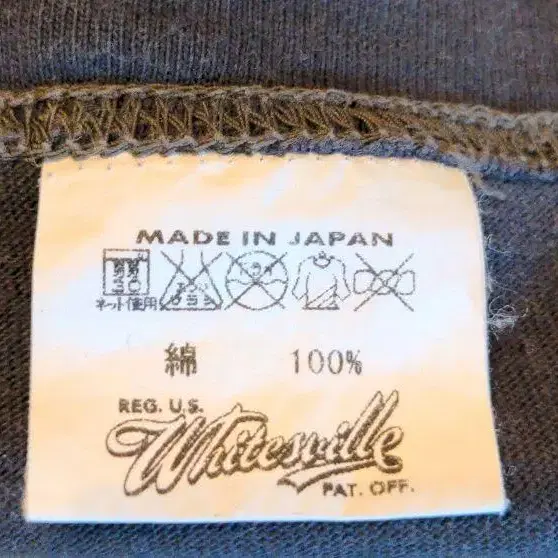 MADE IN JAPAN
ネット使用
綿 100%
REG. U.S.
Whitesville
PAT. OFF.